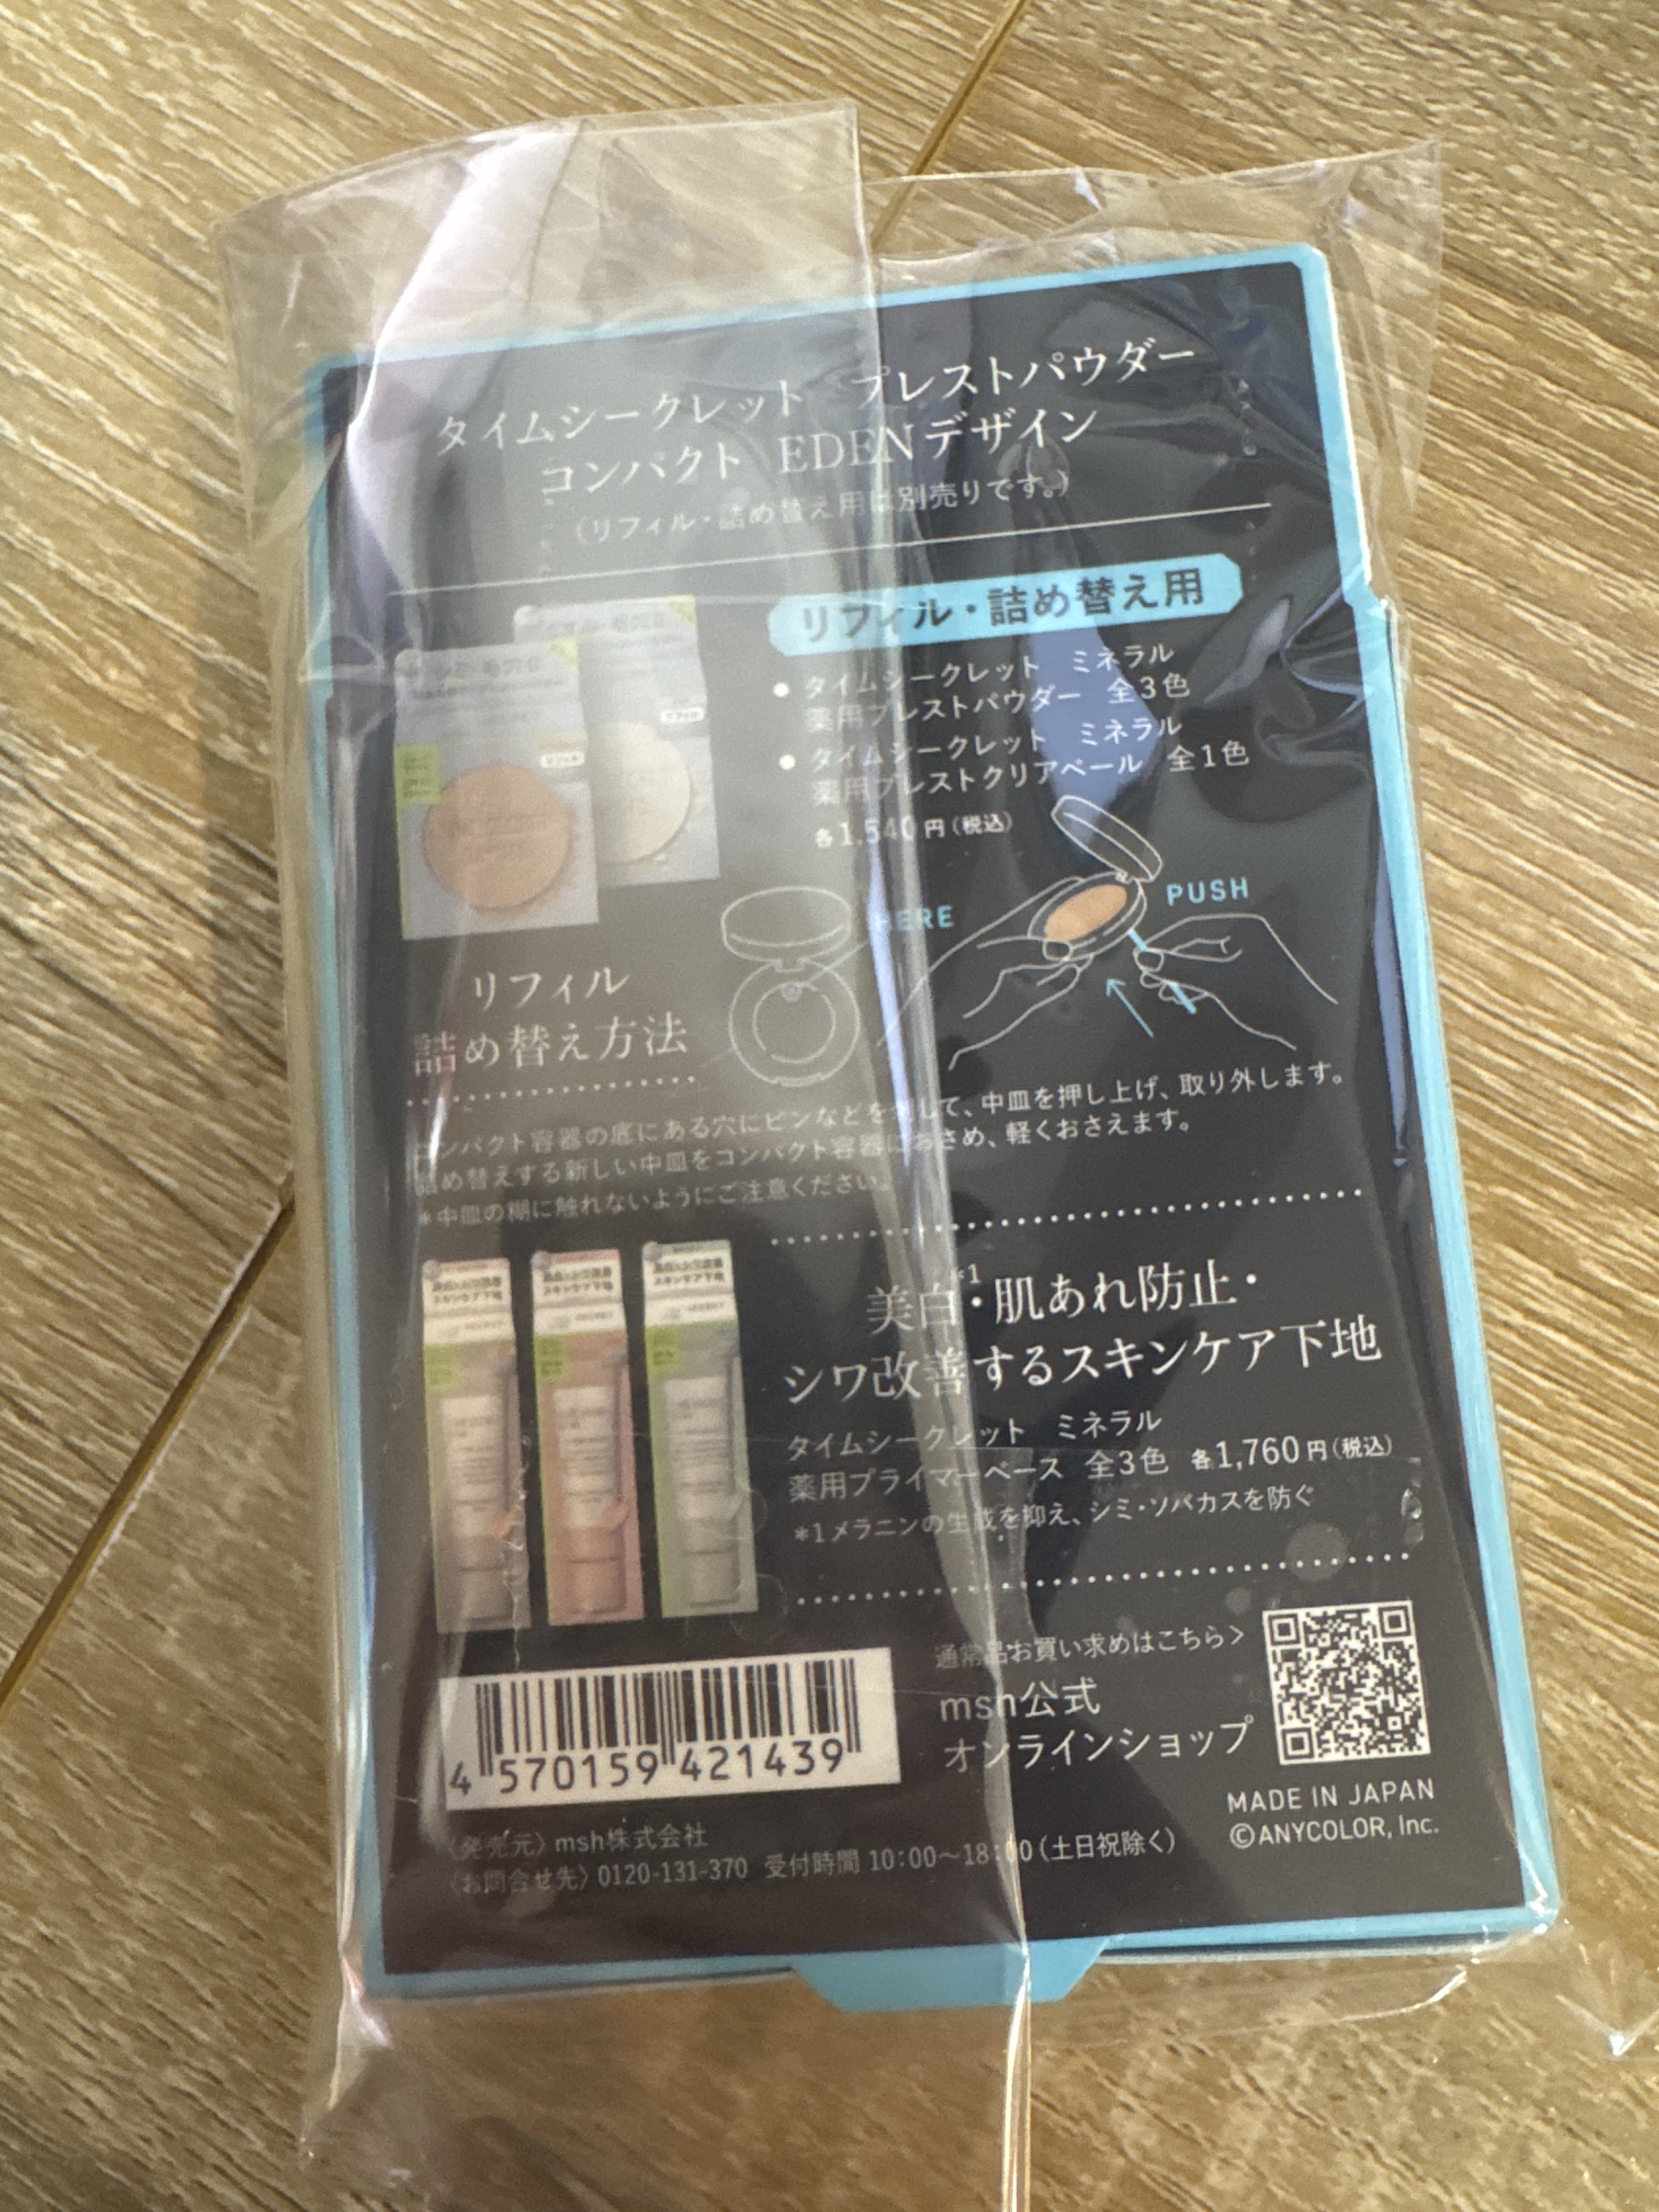 タイムシークレット プレストパウダー
コンパクト EDENデザイン
（リフィル・詰め替え用は別売りです。）
リフィル・詰め替え用
● タイムシークレット ミネラル
薬用プレストパウダー 全3色
● タイムシークレット ミネラル
薬用プレストクリアベール 全1色
各1,540円（税込）
HERE
PUSH
リフィル
詰め替え方法
コンパクト容器の底にある穴にピンなどを刺して、中皿を押し上げ、取り外します。
詰め替えする新しい中皿をコンパクト容器におさめ、軽くおさえます。
*中皿の糊に触れないようにご注意ください。
美白*1・肌あれ防止・
シワ改善するスキンケア下地
タイムシークレット ミネラル
薬用プライマーベース 全3色 各1,760円（税込）
*1メラニンの生成を抑え、シミ・ソバカスを防ぐ
通常品お買い求めはこちら>
msh公式
オンラインショップ
4 570159 421439
MADE IN JAPAN
©ANYCOLOR, Inc.
〈発売元〉msh株式会社
〈お問合せ先〉0120-131-370 受付時間 10:00〜18:00（土日祝除く）